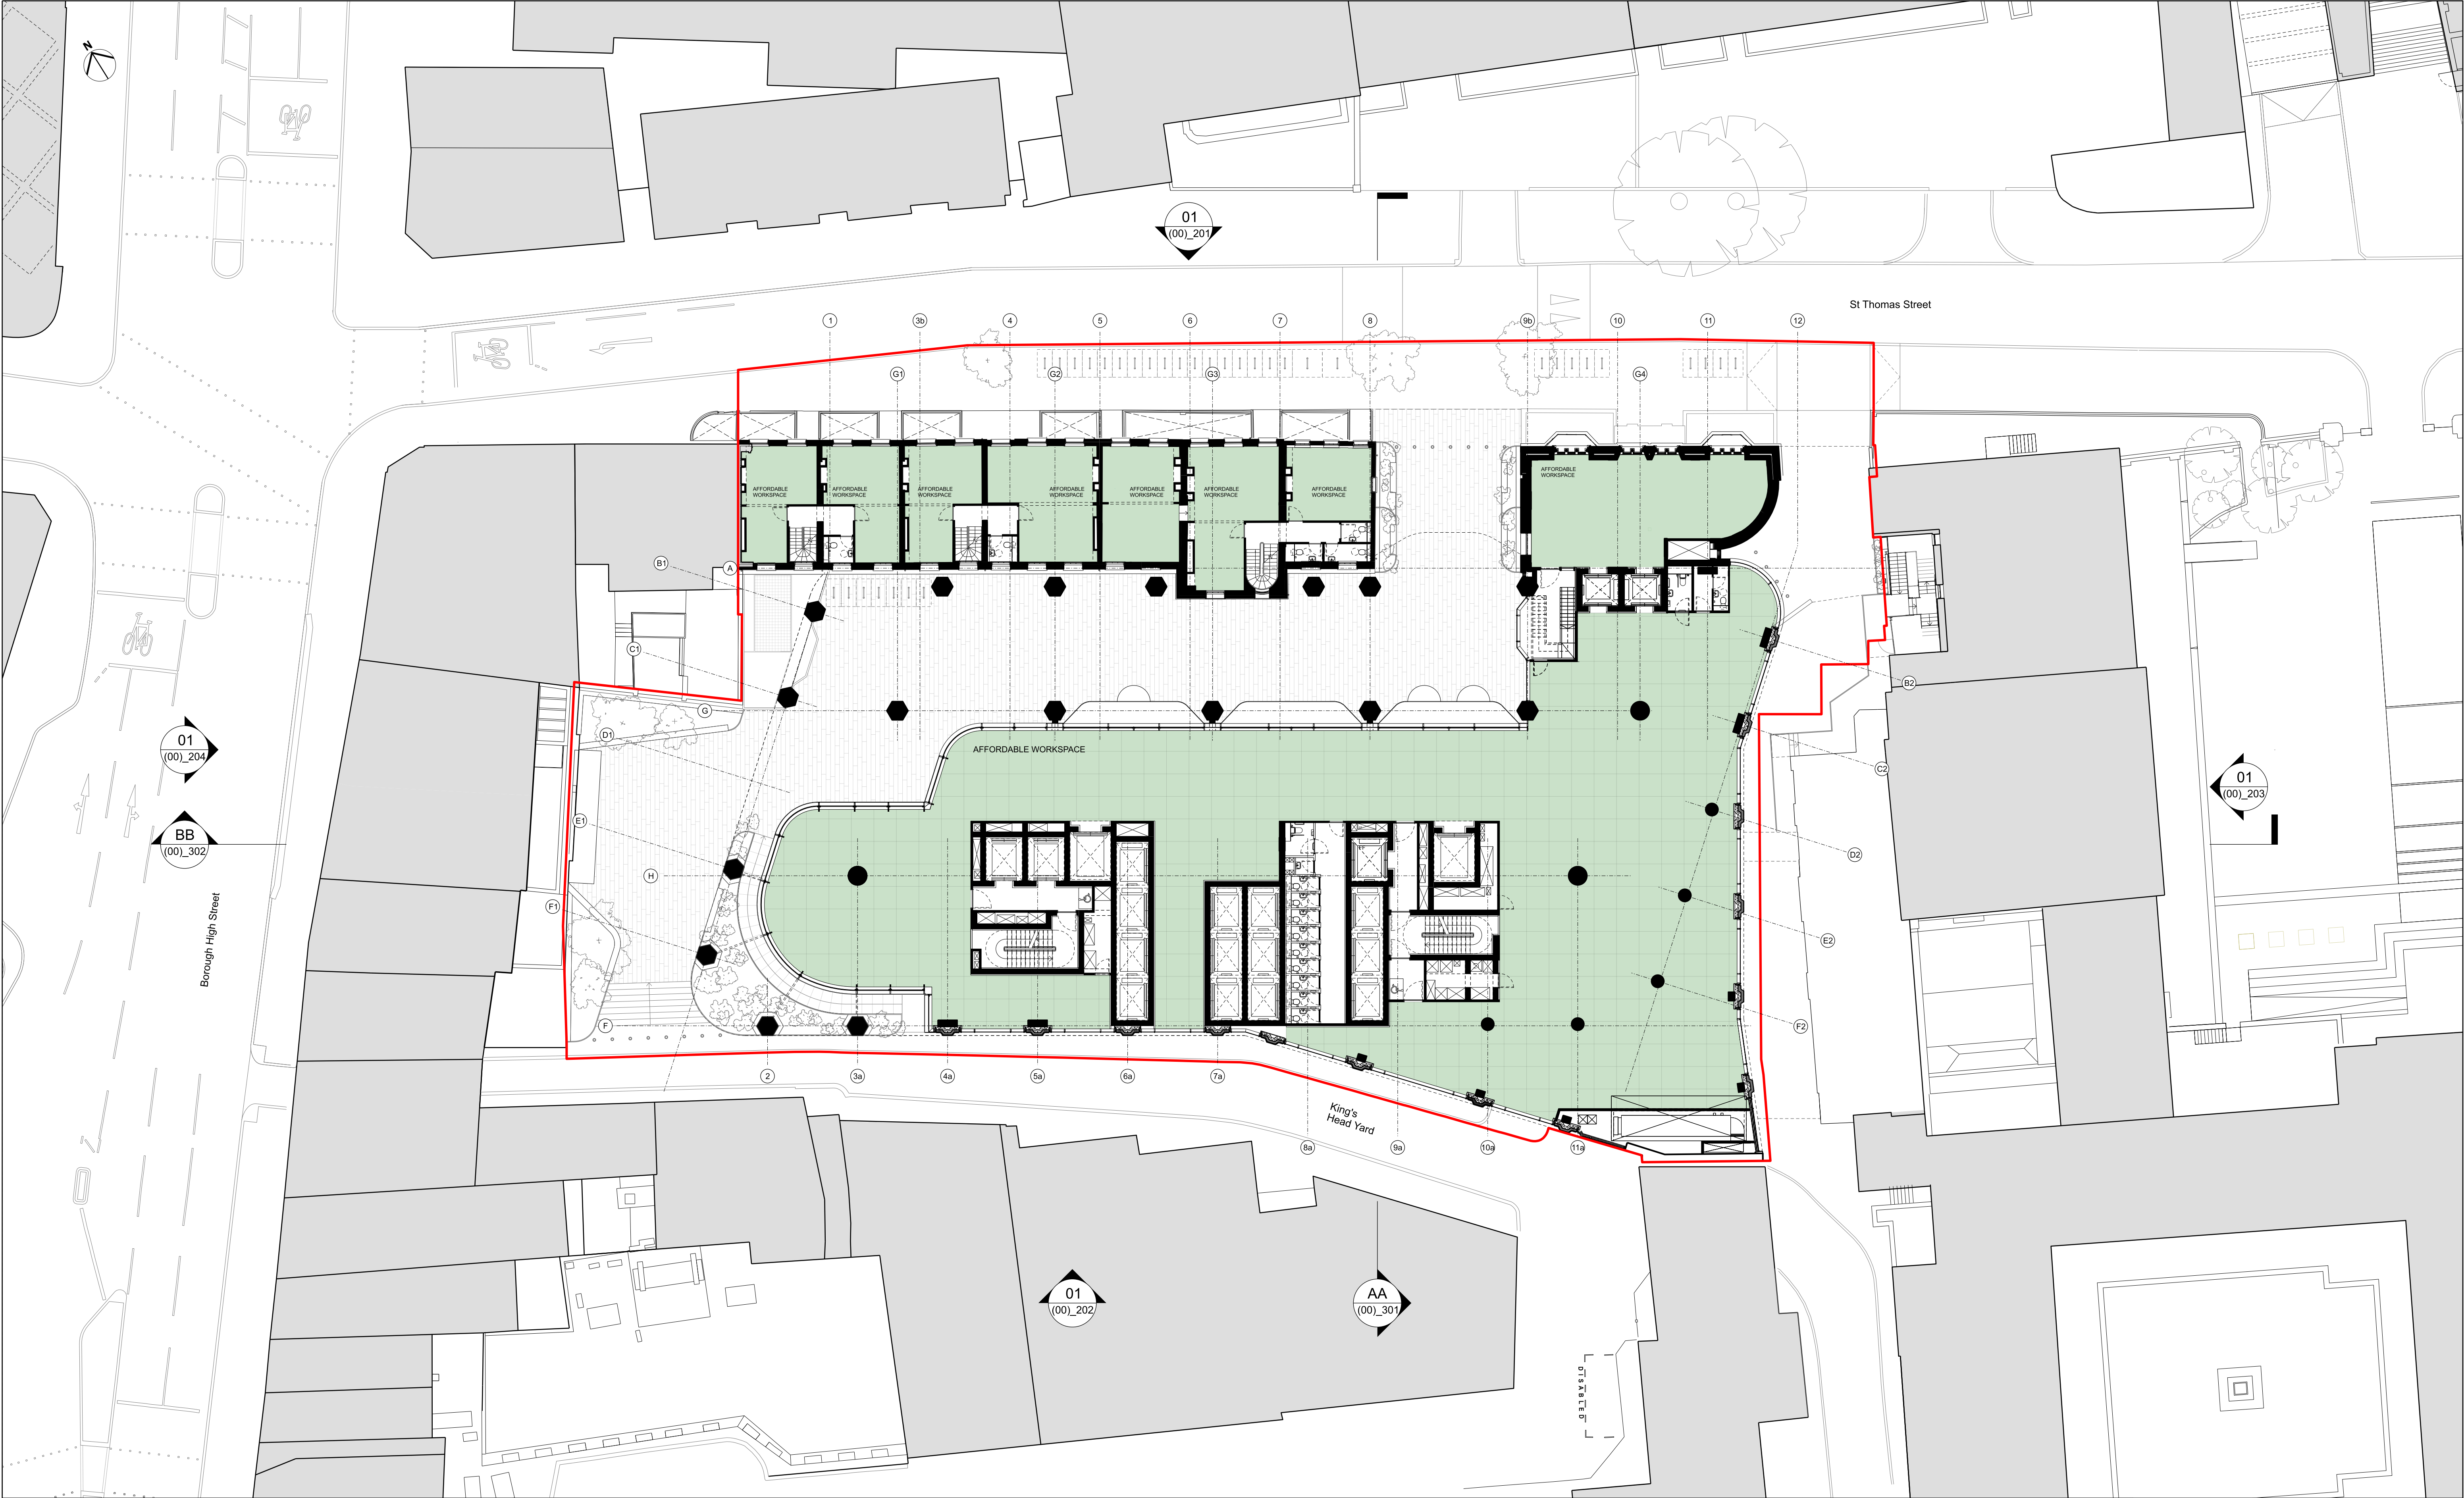 N
01
(00)_201
St Thomas Street
1
3b
4
5
6
7
8
9b
10
11
12
G1
G2
G3
G4
AFFORDABLE
WORKSPACE
AFFORDABLE
WORKSPACE
AFFORDABLE
WORKSPACE
AFFORDABLE
WORKSPACE
AFFORDABLE
WORKSPACE
AFFORDABLE
WORKSPACE
AFFORDABLE
WORKSPACE
AFFORDABLE
WORKSPACE
B1
A
C1
B2
G
D1
01
(00)_204
AFFORDABLE WORKSPACE
C2
01
(00)_203
E1
BB
(00)_302
D2
H
F1
Borough High Street
E2
F
F2
2
3a
4a
5a
6a
7a
King's
Head Yard
8a
9a
10a
11a
01
(00)_202
AA
(00)_301
DISABLED